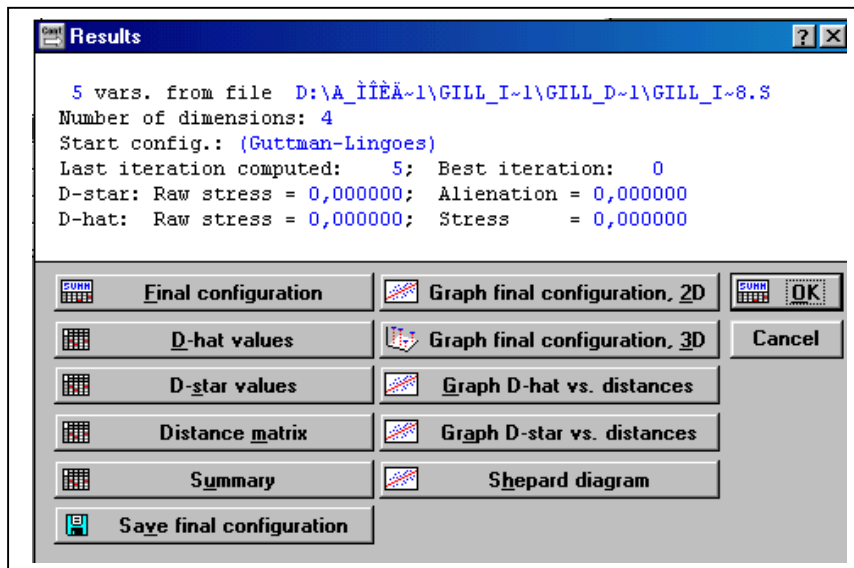 Results
5 vars. from file D:\A_ÌÎÈÄ~1\GILL_I~1\GILL_D~1\GILL_I~8.S
Number of dimensions: 4
Start config.: (Guttman-Lingoes)
Last iteration computed: 5; Best iteration: 0
D-star: Raw stress = 0,000000; Alienation = 0,000000
D-hat: Raw stress = 0,000000; Stress = 0,000000
Final configuration
Graph final configuration, 2D
OK
D-hat values
Graph final configuration, 3D
Cancel
D-star values
Graph D-hat vs. distances
Distance matrix
Graph D-star vs. distances
Summary
Shepard diagram
Save final configuration